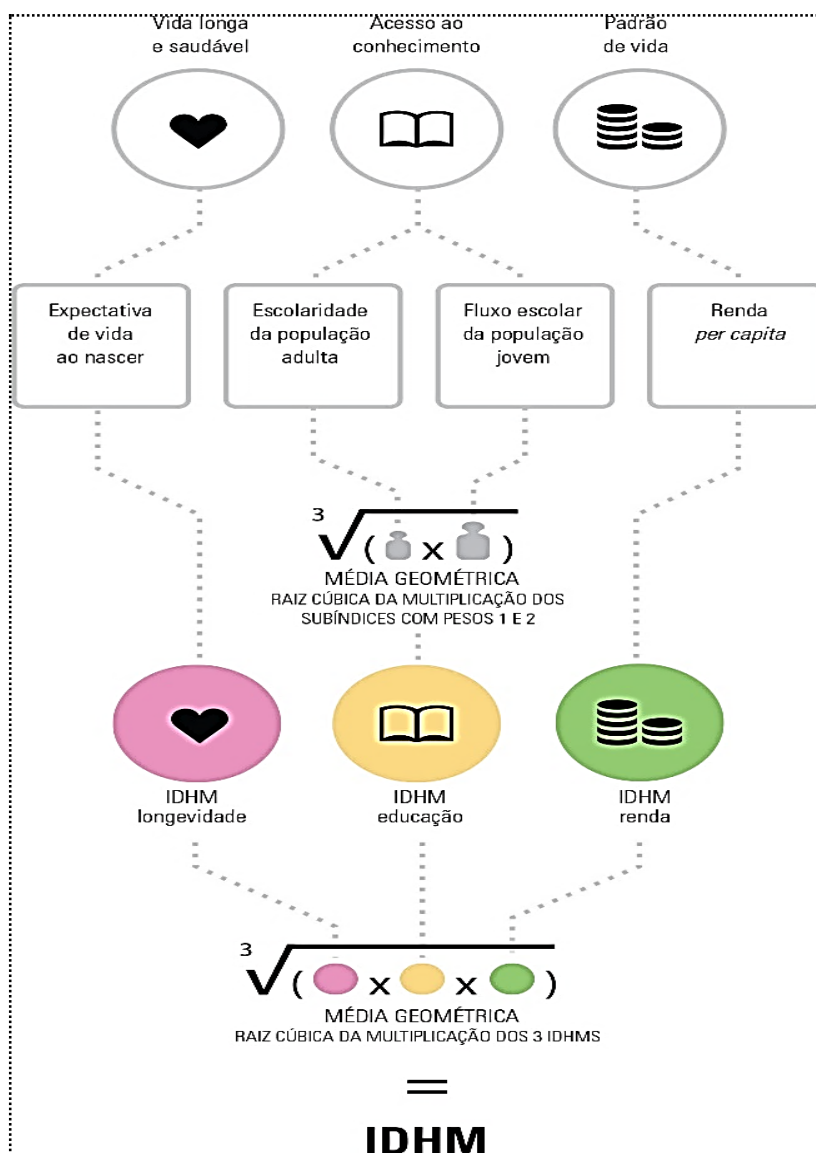 Vida longa
e saudável
Acesso ao
conhecimento
Padrão
de vida
Expectativa
de vida
ao nascer
Escolaridade
da população
adulta
Fluxo escolar
da população
jovem
Renda
per capita
3√( x )
MÉDIA GEOMÉTRICA
RAIZ CÚBICA DA MULTIPLICAÇÃO DOS
SUBÍNDICES COM PESOS 1 E 2
IDHM
longevidade
IDHM
educação
IDHM
renda
3√( x x )
MÉDIA GEOMÉTRICA
RAIZ CÚBICA DA MULTIPLICAÇÃO DOS 3 IDHMS
=
IDHM